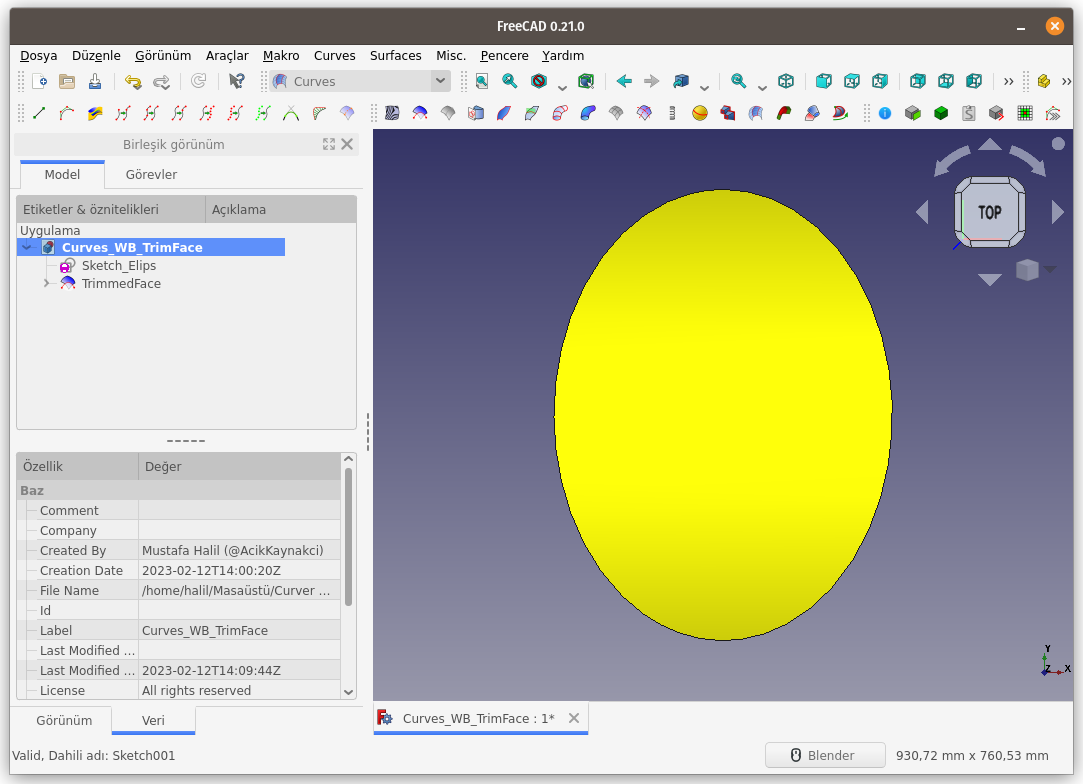 FreeCAD 0.21.0
Dosya Düzenle Görünüm Araçlar Makro Curves Surfaces Misc. Pencere Yardım
Curves
Birleşik görünüm
Model Görevler
Etiketler & öznitelikleri Açıklama
Uygulama
Curves_WB_TrimFace
Sketch_Elips
TrimmedFace
TOP
Özellik Değer
Baz
Comment
Company
Created By Mustafa Halil (@AcikKaynakci)
Creation Date 2023-02-12T14:00:20Z
File Name /home/halil/Masaüstü/Curver ...
Id
Label Curves_WB_TrimFace
Last Modified ...
Last Modified ... 2023-02-12T14:09:44Z
License All rights reserved
Y
Z X
Görünüm Veri
Curves_WB_TrimFace : 1*
Valid, Dahili adı: Sketch001
Blender 930,72 mm x 760,53 mm